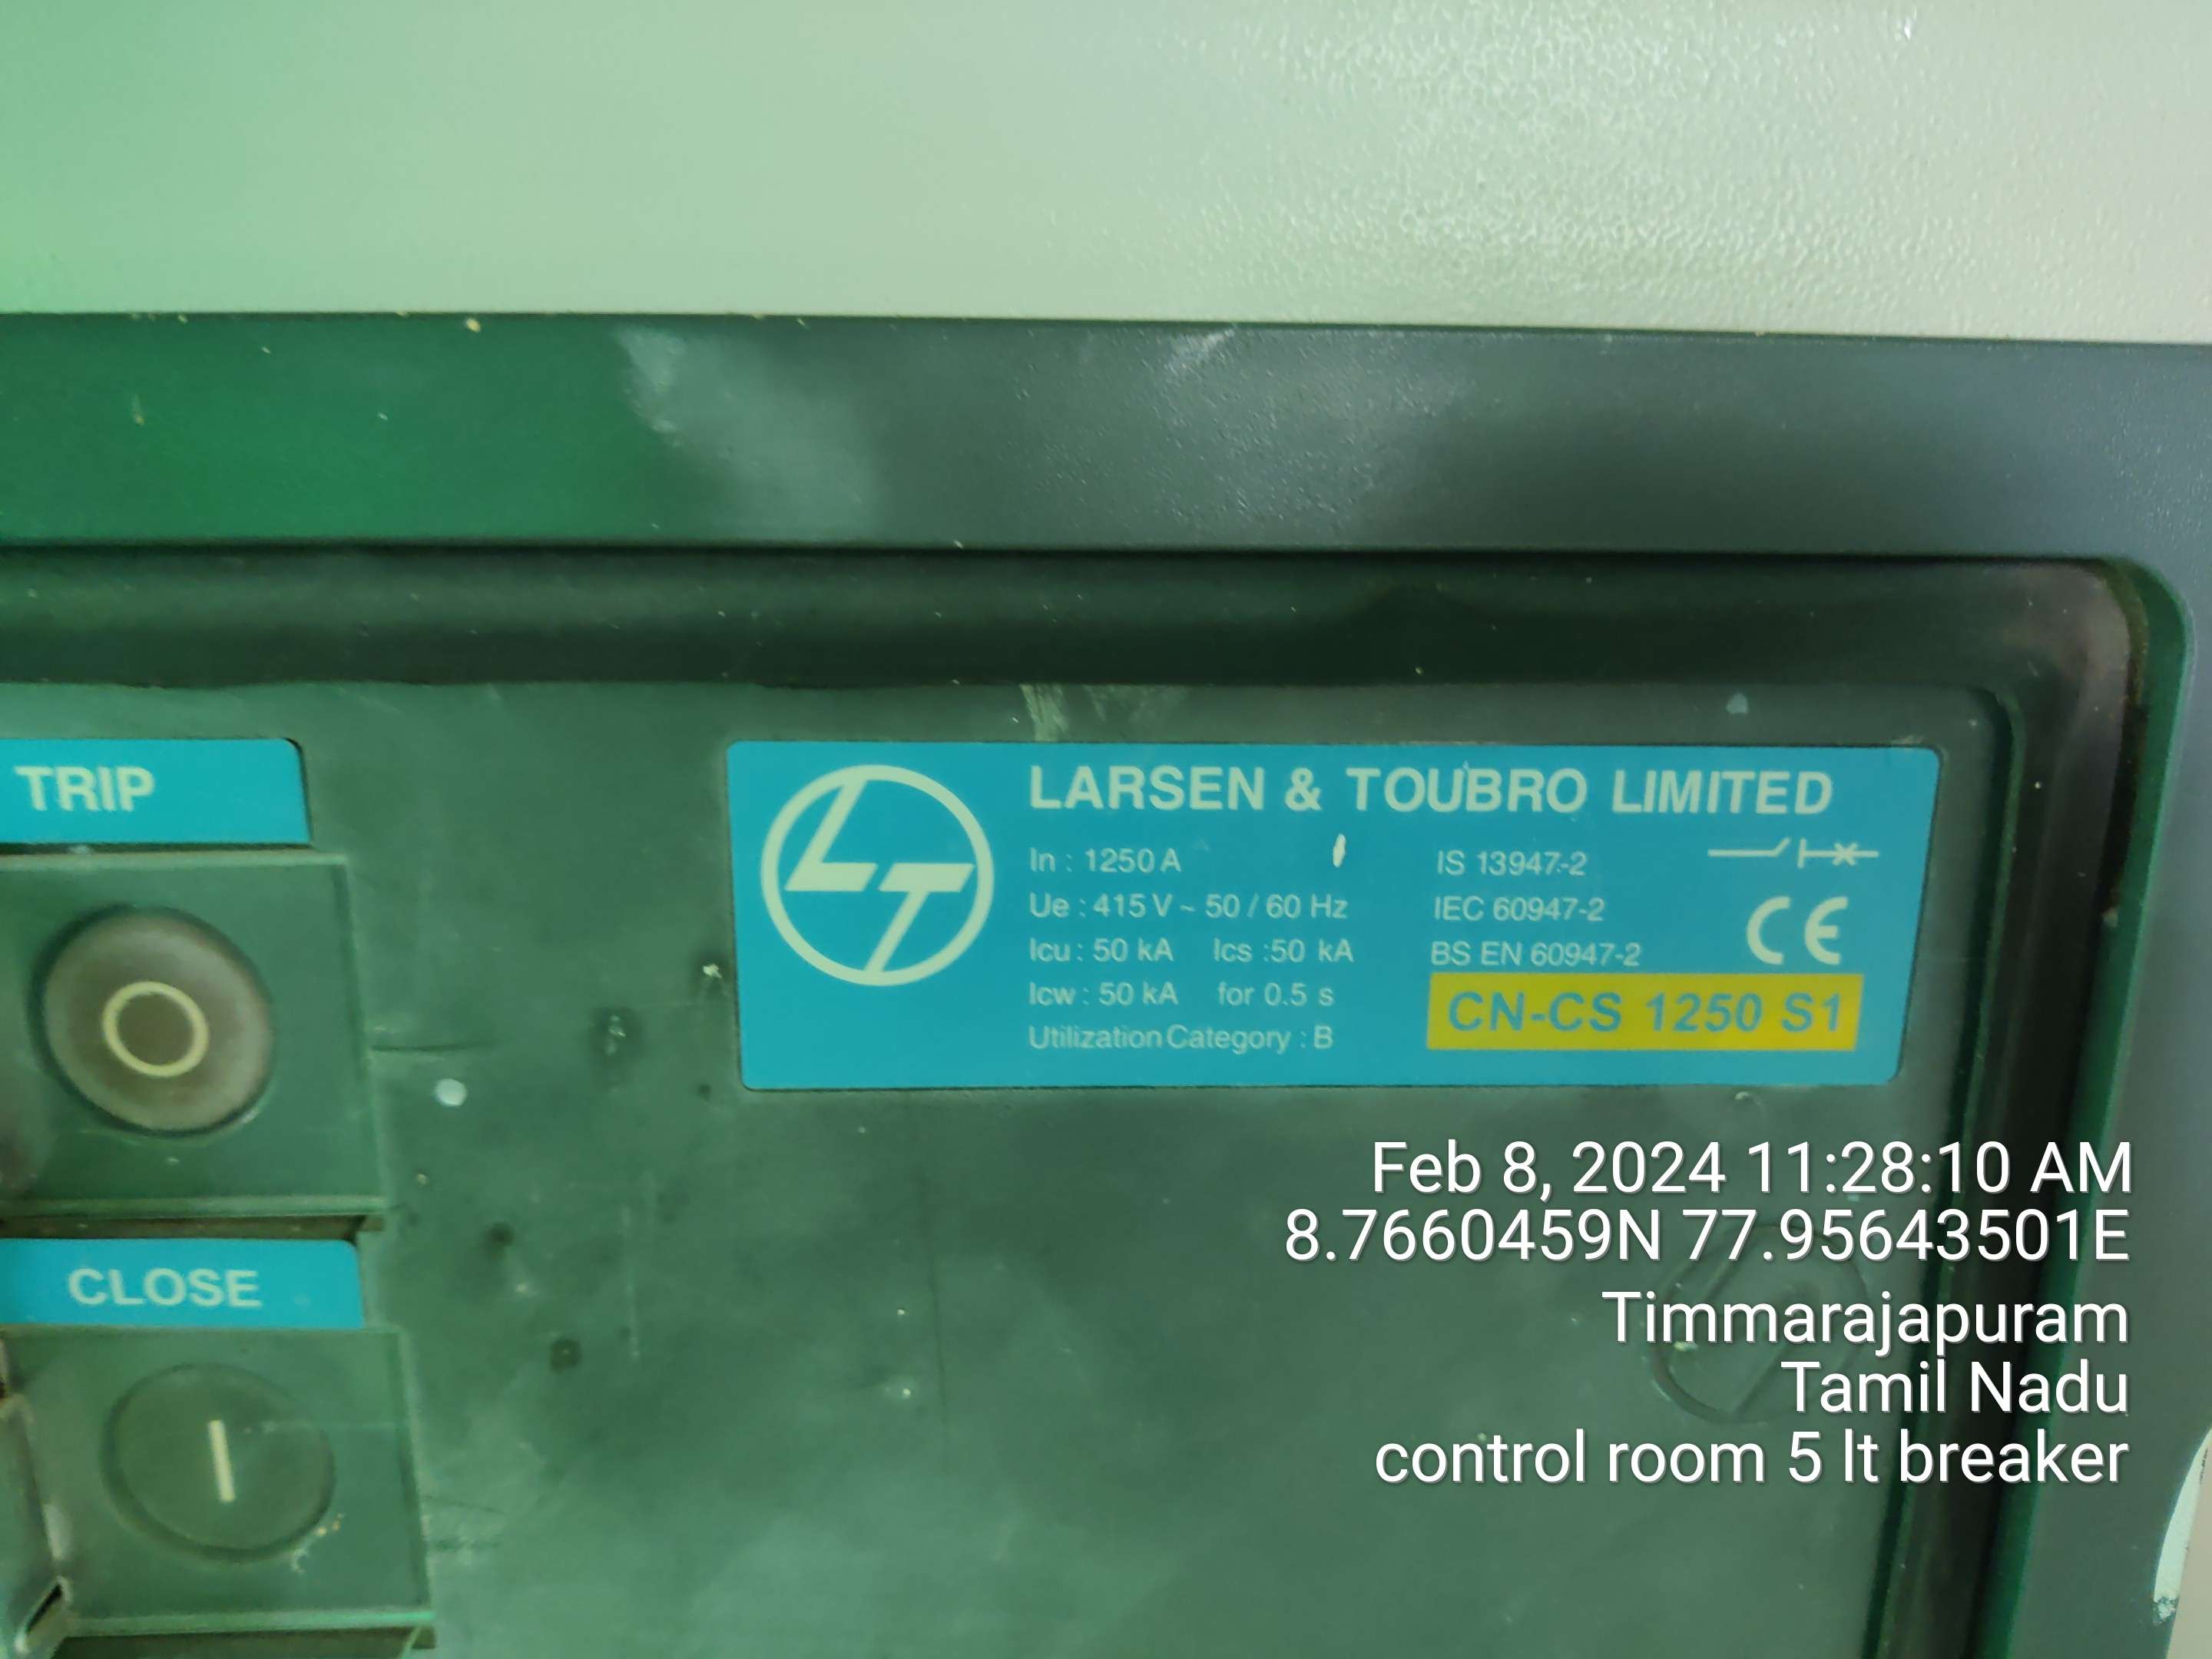 TRIP
O
CLOSE
I
LT
LARSEN & TOUBRO LIMITED
In : 1250 A
Ue : 415 V ~ 50 / 60 Hz
Icu : 50 kA Ics :50 kA
Icw : 50 kA for 0.5 s
Utilization Category : B
IS 13947-2
IEC 60947-2
BS EN 60947-2
CE
CN-CS 1250 S1
Feb 8, 2024 11:28:10 AM
8.7660459N 77.95643501E
Timmarajapuram
Tamil Nadu
control room 5 lt breaker